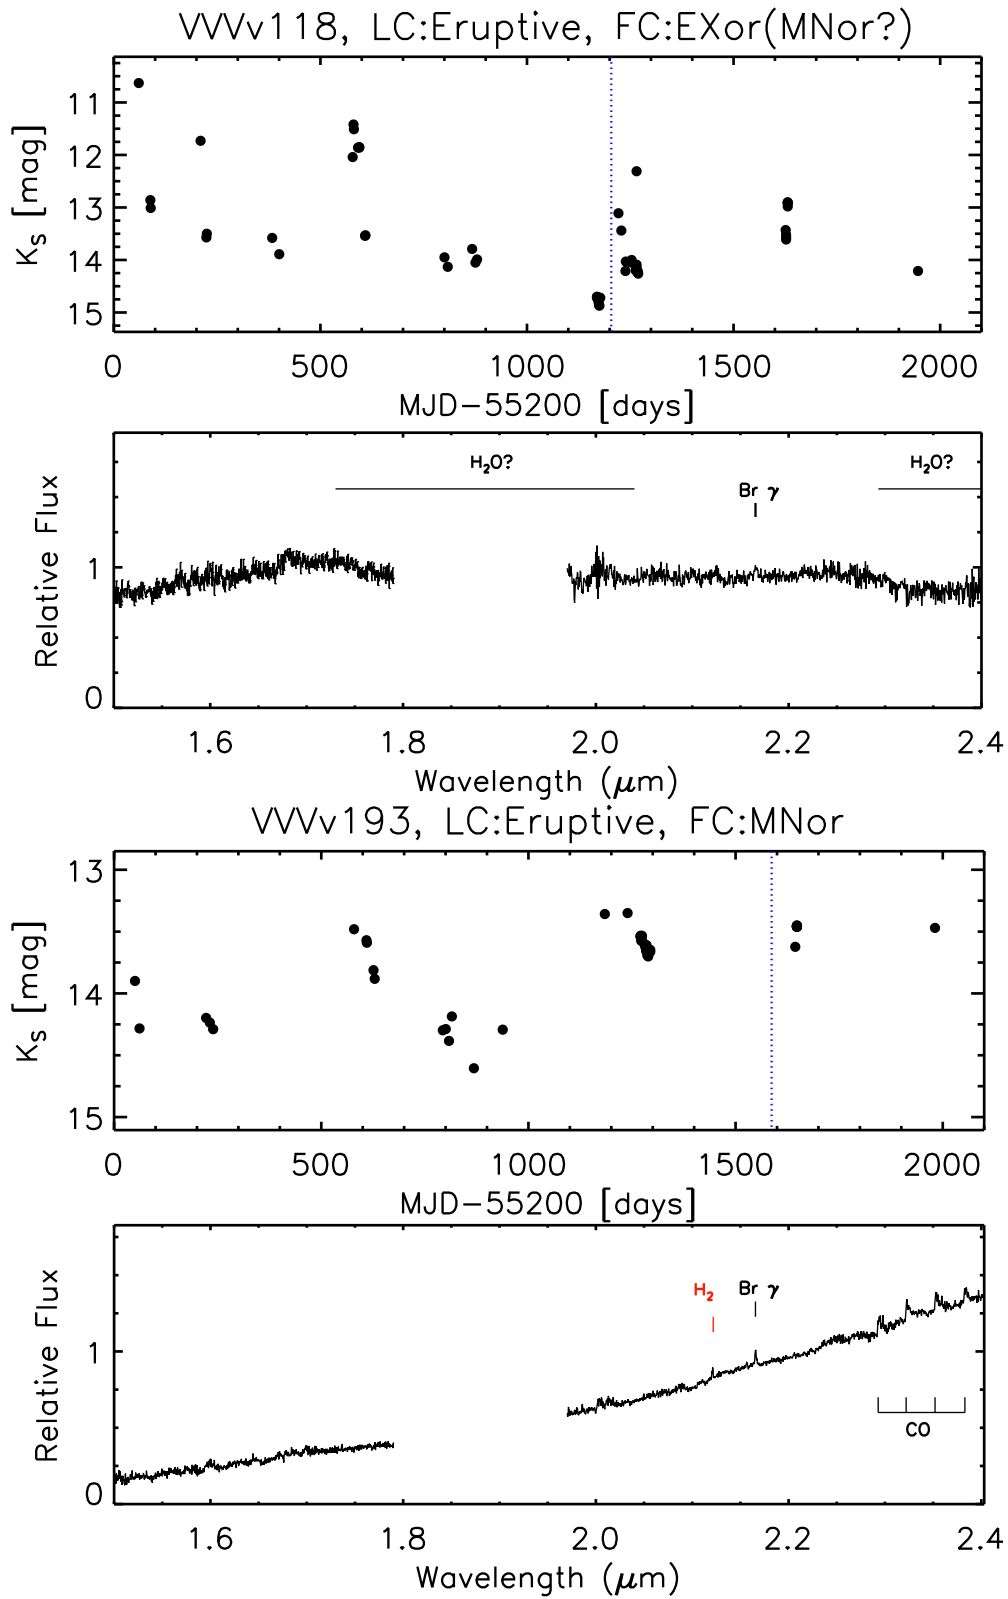 VVVv118, LC:Eruptive, FC:EXor(MNor?)
11
12
13
14
15
Ks [mag]
0 500 1000 1500 2000
MJD−55200 [days]
H2O? H2O?
Br γ
1
0
Relative Flux
1.6 1.8 2.0 2.2 2.4
Wavelength (μm)
VVVv193, LC:Eruptive, FC:MNor
13
14
15
Ks [mag]
0 500 1000 1500 2000
MJD−55200 [days]
H2 Br γ
1
CO
0
Relative Flux
1.6 1.8 2.0 2.2 2.4
Wavelength (μm)